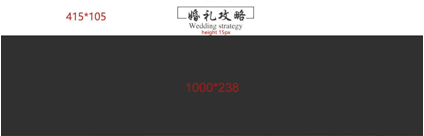 415*105
婚礼攻略
Wedding strategy
height 15px
1000*238